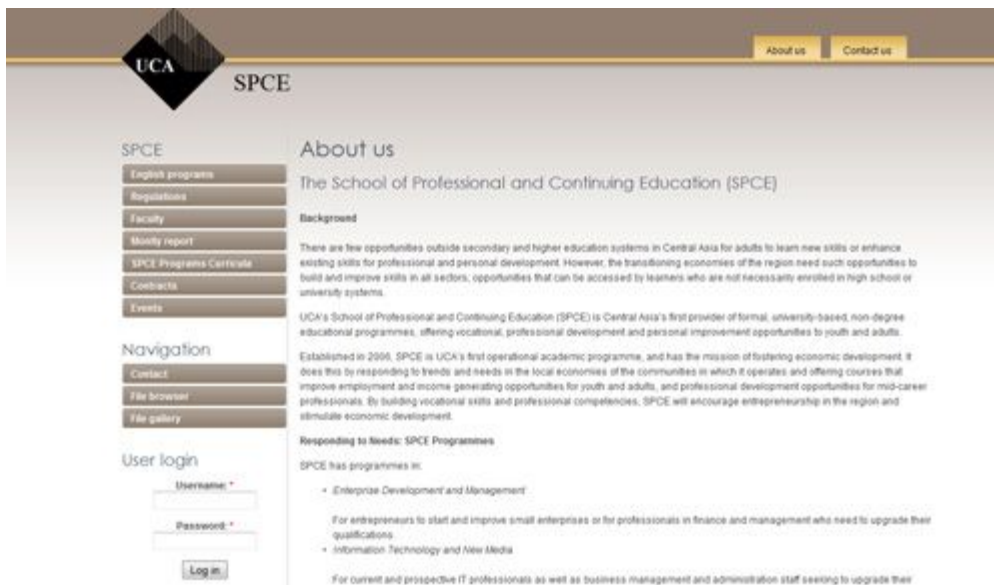 About us
Contact us
UCA
SPCE
SPCE
English programs
Regulations
Faculty
Montly report
SPCE Programs Curricula
Contracts
Events
Navigation
Contact
File browser
File gallery
User login
Username: *
Password: *
Log in
About us
The School of Professional and Continuing Education (SPCE)
Background
There are few opportunities outside secondary and higher education systems in Central Asia for adults to learn new skills or enhance
existing skills for professional and personal development. However, the transitioning economies of the region need such opportunities to
build and improve skills in all sectors; opportunities that can be accessed by learners who are not necessarily enrolled in high school or
university systems.
UCA's School of Professional and Continuing Education (SPCE) is Central Asia's first provider of formal, university-based, non-degree
educational programmes, offering vocational, professional development and personal improvement opportunities to youth and adults.
Established in 2006, SPCE is UCA's first operational academic programme, and has the mission of fostering economic development. It
does this by responding to trends and needs in the local economies of the communities in which it operates and offering courses that
improve employment and income generating opportunities for youth and adults, and professional development opportunities for mid-career
professionals. By building vocational skills and professional competencies, SPCE will encourage entrepreneurship in the region and
stimulate economic development.
Responding to Needs: SPCE Programmes
SPCE has programmes in:
• Enterprise Development and Management
For entrepreneurs to start and improve small enterprises or for professionals in finance and management who need to upgrade their
qualifications
• Information Technology and New Media
For current and prospective IT professionals as well as business management and administration staff seeking to upgrade their